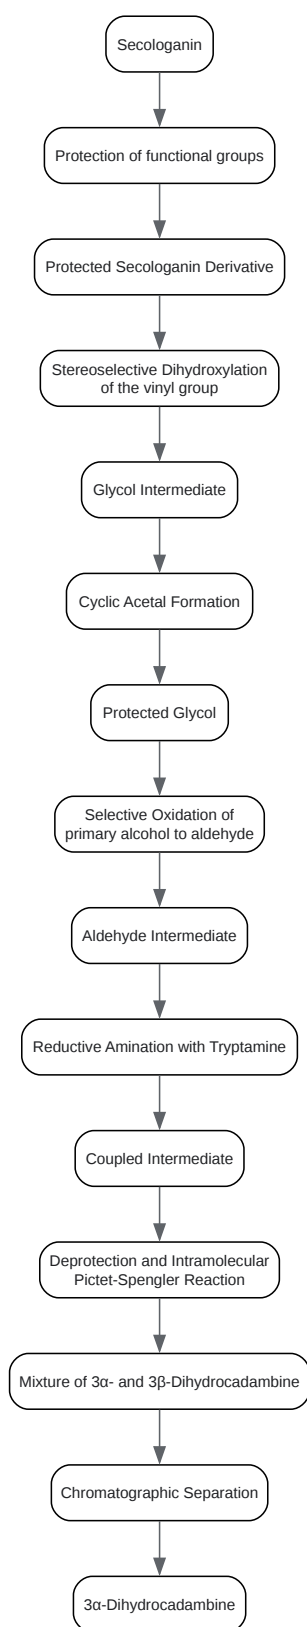 Secologanin
Protection of functional groups
Protected Secologanin Derivative
Stereoselective Dihydroxylation
of the vinyl group
Glycol Intermediate
Cyclic Acetal Formation
Protected Glycol
Selective Oxidation of
primary alcohol to aldehyde
Aldehyde Intermediate
Reductive Amination with Tryptamine
Coupled Intermediate
Deprotection and Intramolecular
Pictet-Spengler Reaction
Mixture of 3α- and 3β-Dihydrocadambine
Chromatographic Separation
3α-Dihydrocadambine